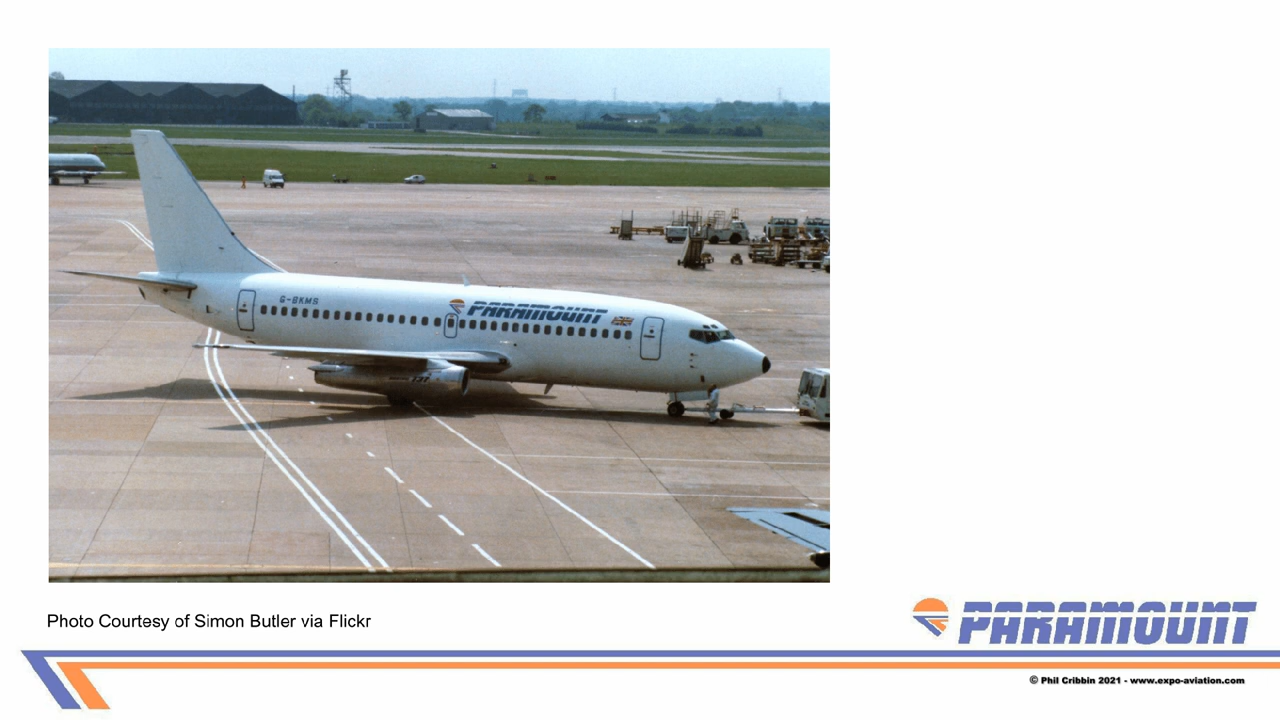 G-BKMS
PARAMOUNT
737
Photo Courtesy of Simon Butler via Flickr
PARAMOUNT
© Phil Cribbin 2021 - www.expo-aviation.com